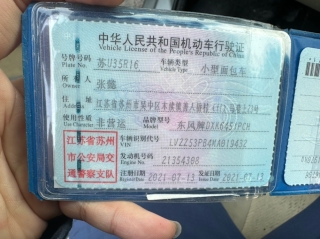 中华人民共和国机动车行驶证
Vehicle License of the People's Republic of China
号牌号码 苏U35R16 车辆类型 小型面包车
Plate No. Vehicle Type
所有人 张懿
Owner
住址
Address
使用性质 非营运 品牌型号 东风牌DXK6451PCH
Use Character Model
江苏省苏州 车辆识别代号 LVZZ53PB4MAB19432
市公安局交 VIN
通警察支队 发动机号码 21354388
Engine No.
注册日期 2021-07-13 发证日期 2021-07-13
Register Date Issue Date